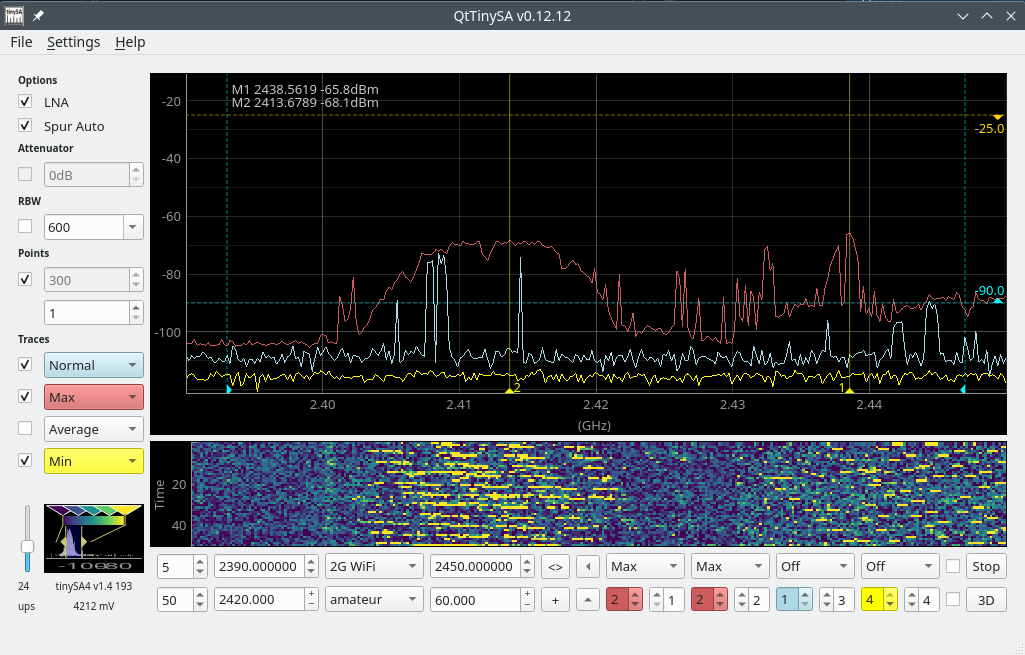 tinySA
QtTinySA v0.12.12
File Settings Help
Options
LNA
Spur Auto
Attenuator
0dB
RBW
600
Points
300
1
Traces
Normal
Max
Average
Min
M1 2438.5619 -65.8dBm
M2 2413.6789 -68.1dBm
-20
-40
-60
-80
-100
-25.0
-90.0
2
1
2.40 2.41 2.42 2.43 2.44
(GHz)
Time
20
40
24
ups
tinySA4 v1.4 193
4212 mV
5 2390.000000 2G WiFi 2450.000000 <> Max Max Off Off Stop
50 2420.000 amateur 60.000 + 2 1 2 2 1 3 4 4 3D